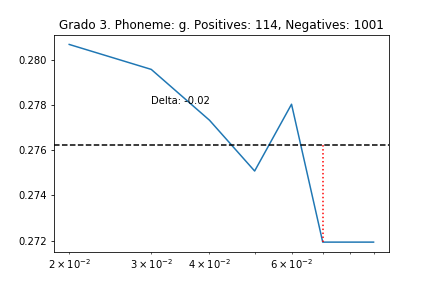 Grado 3. Phoneme: g. Positives: 114, Negatives: 1001
0.280
0.278
Delta: -0.02
0.276
0.274
0.272
2 × 10⁻² 3 × 10⁻² 4 × 10⁻² 6 × 10⁻²